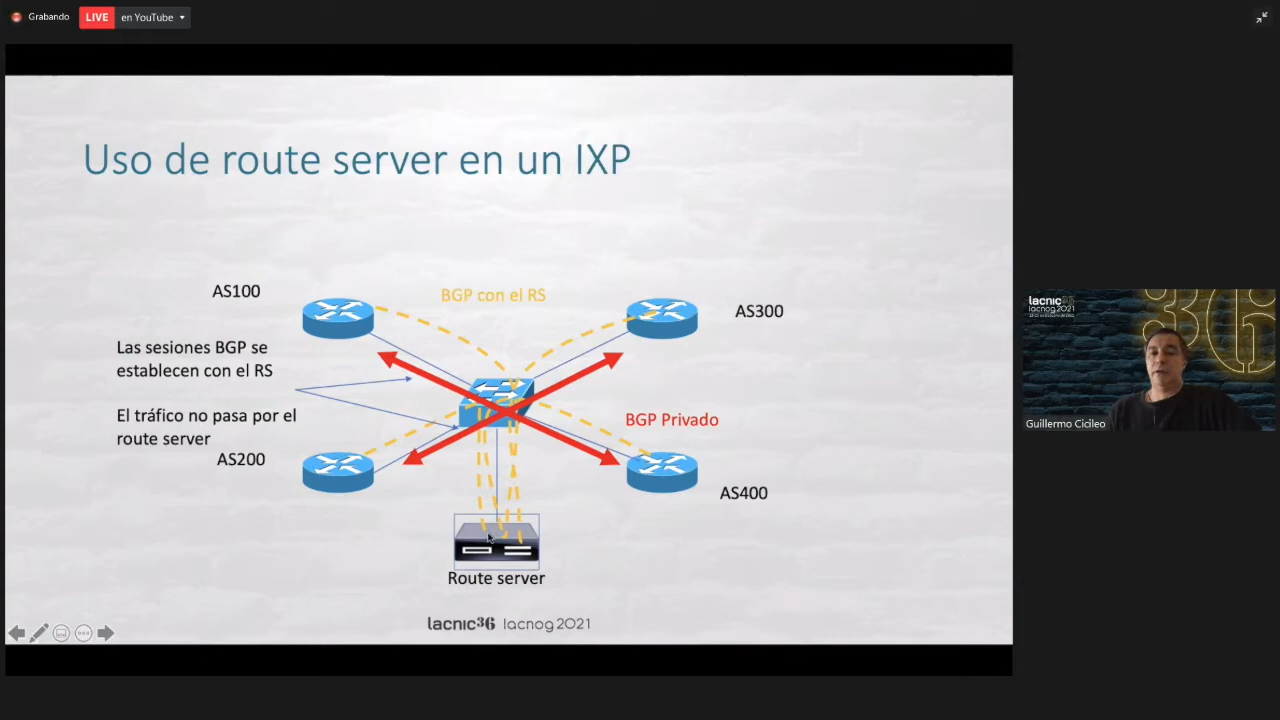 Grabando
LIVE en YouTube
Uso de route server en un IXP
AS100
BGP con el RS
AS300
Las sesiones BGP se
establecen con el RS
El tráfico no pasa por el
route server
BGP Privado
AS200
AS400
Route server
lacnic36 lacnog 2021
lacnic36
lacnog 2021
36
Guillermo Cicileo